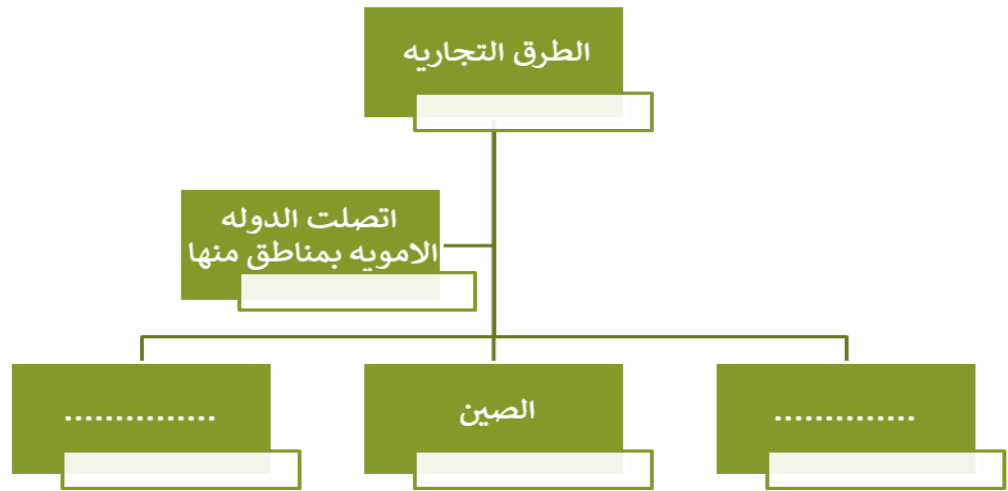 الطرق التجاريه
اتصلت الدوله
الامويه بمناطق منها
..............
الصين
...............